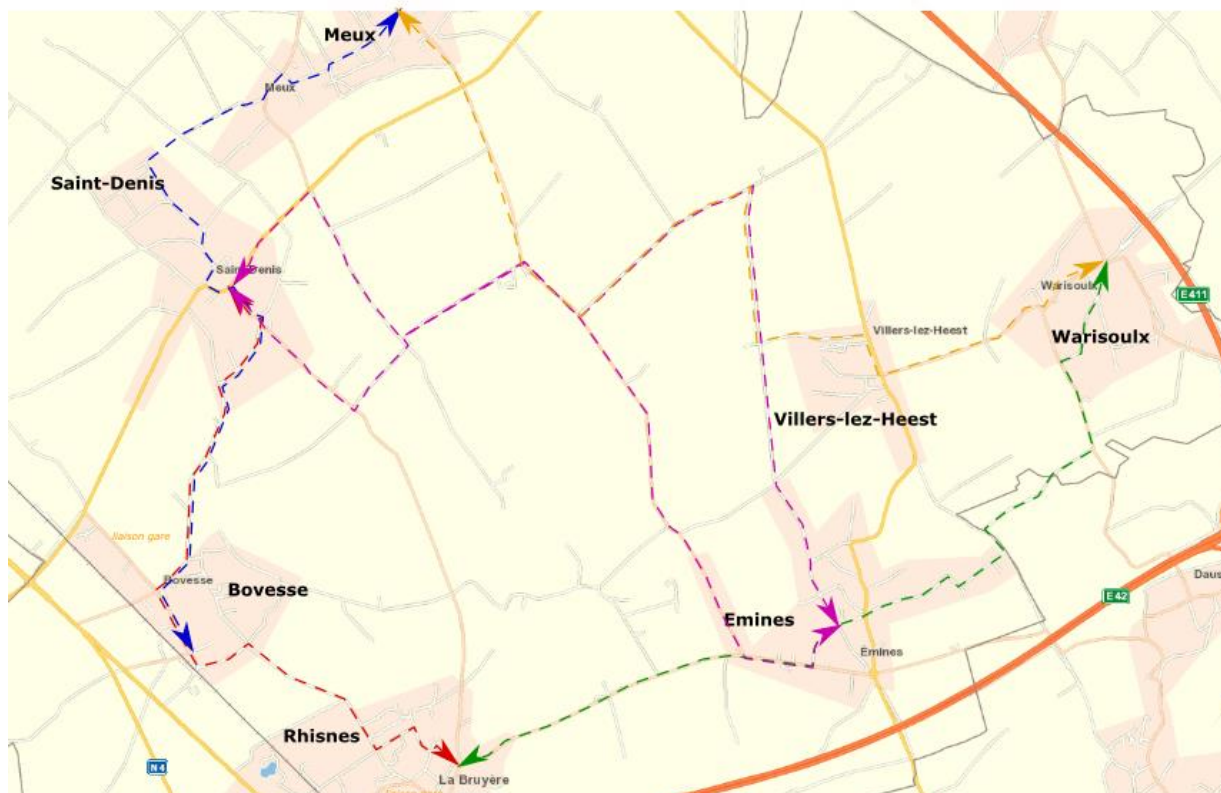 Meux
Meux
Saint-Denis
Saint-Denis
E411
Warisoulx
Warisoulx
Villers-lez-Heest
Villers-lez-Heest
liaison gare
Bovesse
Bovesse
Daus
E42
Emines
Émines
Rhisnes
N4
La Bruyère